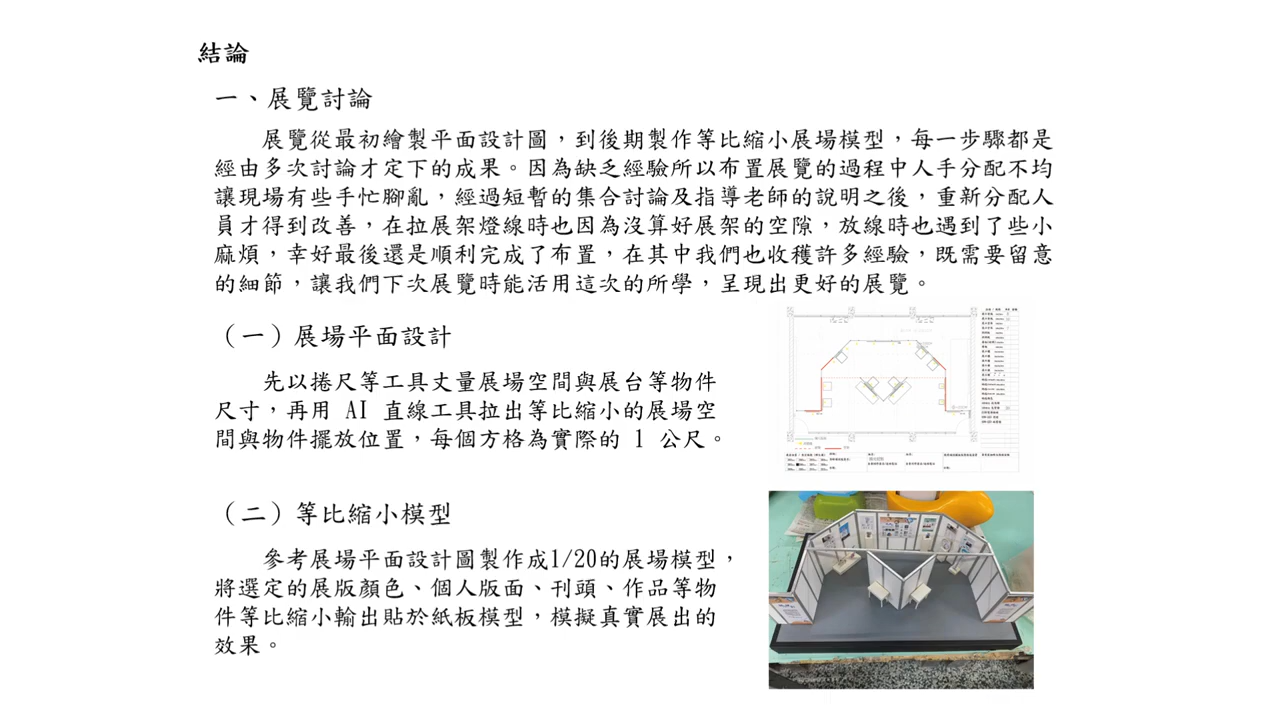 結論
一、展覽討論
展覽從最初繪製平面設計圖，到後期製作等比縮小展場模型，每一步驟都是
經由多次討論才定下的成果。因為缺乏經驗所以布置展覽的過程中人手分配不均
讓現場有些手忙腳亂，經過短暫的集合討論及指導老師的說明之後，重新分配人
員才得到改善，在拉展架燈線時也因為沒算好展架的空隙，放線時也遇到了些小
麻煩，幸好最後還是順利完成了布置，在其中我們也收穫許多經驗，既需要留意
的細節，讓我們下次展覽時能活用這次的所學，呈現出更好的展覽。
（一）展場平面設計
先以捲尺等工具丈量展場空間與展台等物件
尺寸，再用 AI 直線工具拉出等比縮小的展場空
間與物件擺放位置，每個方格為實際的 1 公尺。
（二）等比縮小模型
參考展場平面設計圖製作成1/20的展場模型，
將選定的展版顏色、個人版面、刊頭、作品等物
件等比縮小輸出貼於紙板模型，模擬真實展出的
效果。